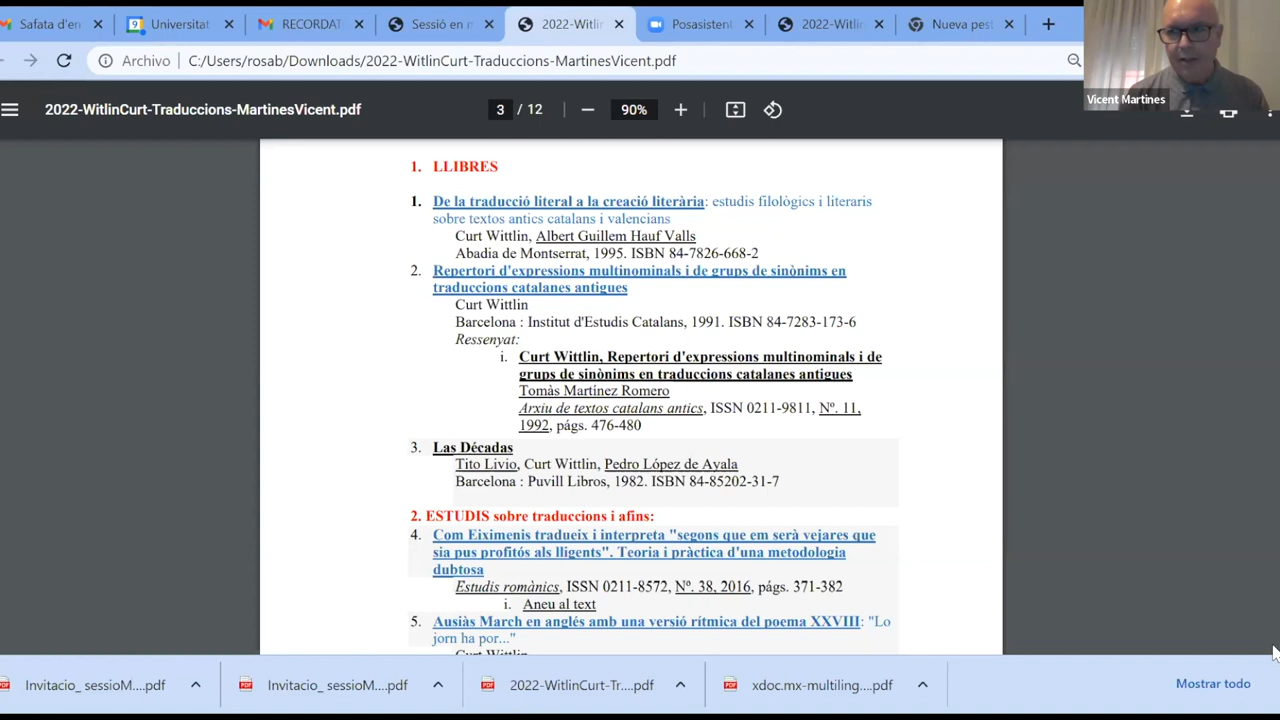 Safata d'en
Universitat
RECORDAT
Sessió en m
2022-Witlin
Posasistent
2022-Witlin
Nueva pest
Archivo
C:/Users/rosab/Downloads/2022-WitlinCurt-Traduccions-MartinesVicent.pdf
Vicent Martines
2022-WitlinCurt-Traduccions-MartinesVicent.pdf
3 / 12
90%
1. LLIBRES
1. De la traducció literal a la creació literària: estudis filològics i literaris
sobre textos antics catalans i valencians
Curt Wittlin, Albert Guillem Hauf Valls
Abadia de Montserrat, 1995. ISBN 84-7826-668-2
2. Repertori d'expressions multinominals i de grups de sinònims en
traduccions catalanes antigues
Curt Wittlin
Barcelona : Institut d'Estudis Catalans, 1991. ISBN 84-7283-173-6
Ressenyat:
i. Curt Wittlin, Repertori d'expressions multinominals i de
grups de sinònims en traduccions catalanes antigues
Tomàs Martínez Romero
Arxiu de textos catalans antics, ISSN 0211-9811, Nº. 11,
1992, págs. 476-480
3. Las Décadas
Tito Livio, Curt Wittlin, Pedro López de Ayala
Barcelona : Puvill Libros, 1982. ISBN 84-85202-31-7
2. ESTUDIS sobre traduccions i afins:
4. Com Eiximenis tradueix i interpreta "segons que em serà vejares que
sia pus profitós als lligents". Teoria i pràctica d'una metodologia
dubtosa
Estudis romànics, ISSN 0211-8572, Nº. 38, 2016, págs. 371-382
i. Aneu al text
5. Ausiàs March en anglés amb una versió rítmica del poema XXVIII: "Lo
jorn ha por..."
Curt Wittlin
Invitacio_ sessioM....pdf
Invitacio_ sessioM....pdf
2022-WitlinCurt-Tr....pdf
xdoc.mx-multiling....pdf
Mostrar todo